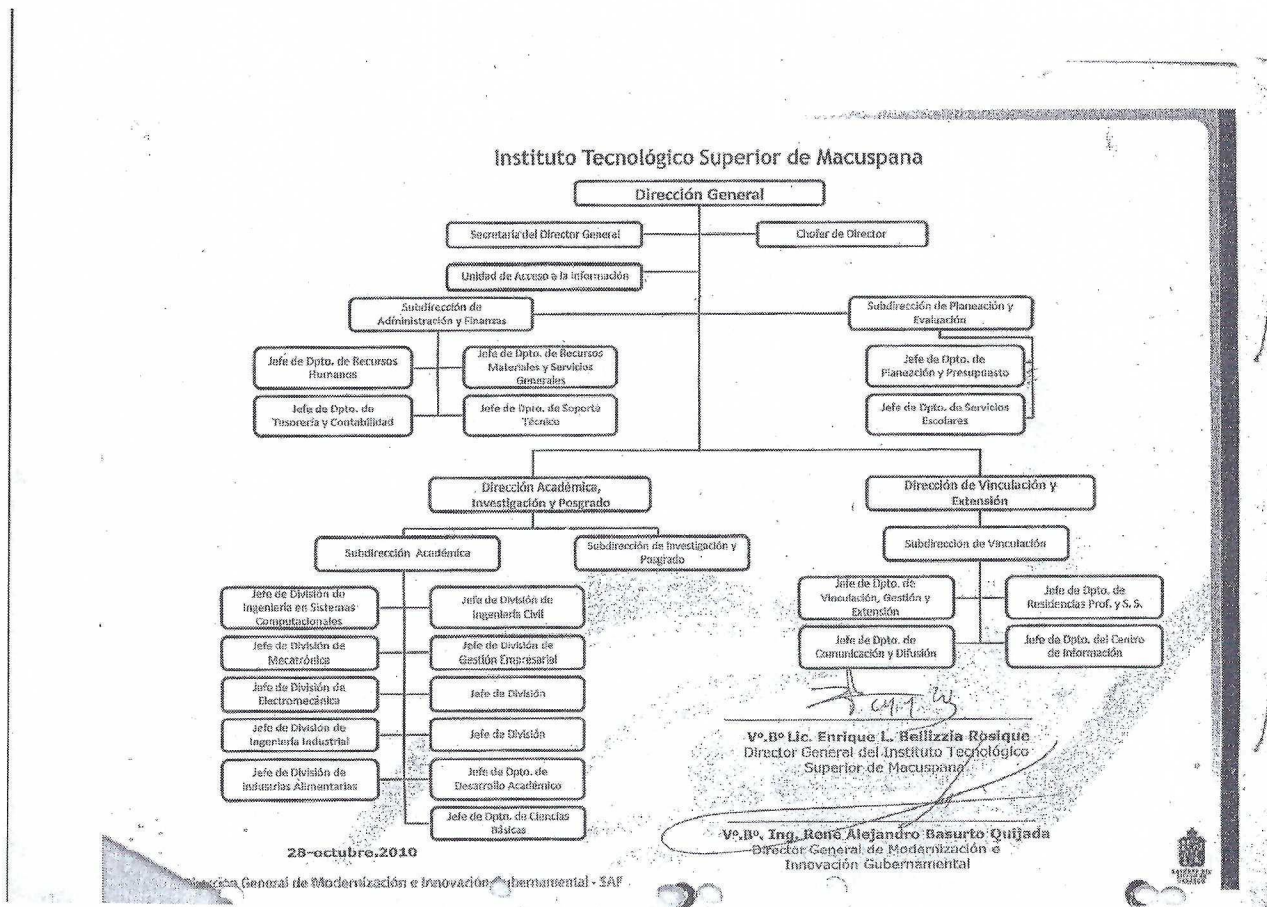 Instituto Tecnológico Superior de Macuspana
Dirección General
Secretaria del Director General
Chofer de Director
Unidad de Acceso a la Información
Subdirección de
Administración y Finanzas
Subdirección de Planeación y
Evaluación
Jefe de Dpto. de Recursos
Humanos
Jefe de Dpto. de Recursos
Materiales y Servicios
Generales
Jefe de Dpto. de
Planeación y Presupuesto
Jefe de Dpto. de
Tesorería y Contabilidad
Jefe de Dpto. de Soporte
Técnico
Jefe de Dpto. de Servicios
Escolares
Dirección Académica,
Investigación y Posgrado
Dirección de Vinculación y
Extensión
Subdirección Académica
Subdirección de Investigación y
Posgrado
Subdirección de Vinculación
Jefe de División de
Ingeniería en Sistemas
Computacionales
Jefe de División de
Ingeniería Civil
Jefe de Dpto. de
Vinculación, Gestión y
Extensión
Jefe de Dpto. de
Residencias Prof. y S. S.
Jefe de División de
Mecatrónica
Jefe de División de
Gestión Empresarial
Jefe de Dpto. de
Comunicación y Difusión
Jefe de Dpto. del Centro
de Información
Jefe de División de
Electromecánica
Jefe de División
Jefe de División de
Ingeniería Industrial
Jefe de División
Jefe de División de
Industrias Alimentarias
Jefe de Dpto. de
Desarrollo Académico
Jefe de Dpto. de Ciencias
Básicas
Vº.Bº Lic. Enrique L. Bellizzia Rosique
Director General del Instituto Tecnológico
Superior de Macuspana
Vº.Bº. Ing. René Alejandro Basurto Quijada
Director General de Modernización e
Innovación Gubernamental
28-octubre.2010
General de Modernización e Innovación Gubernamental - SAF